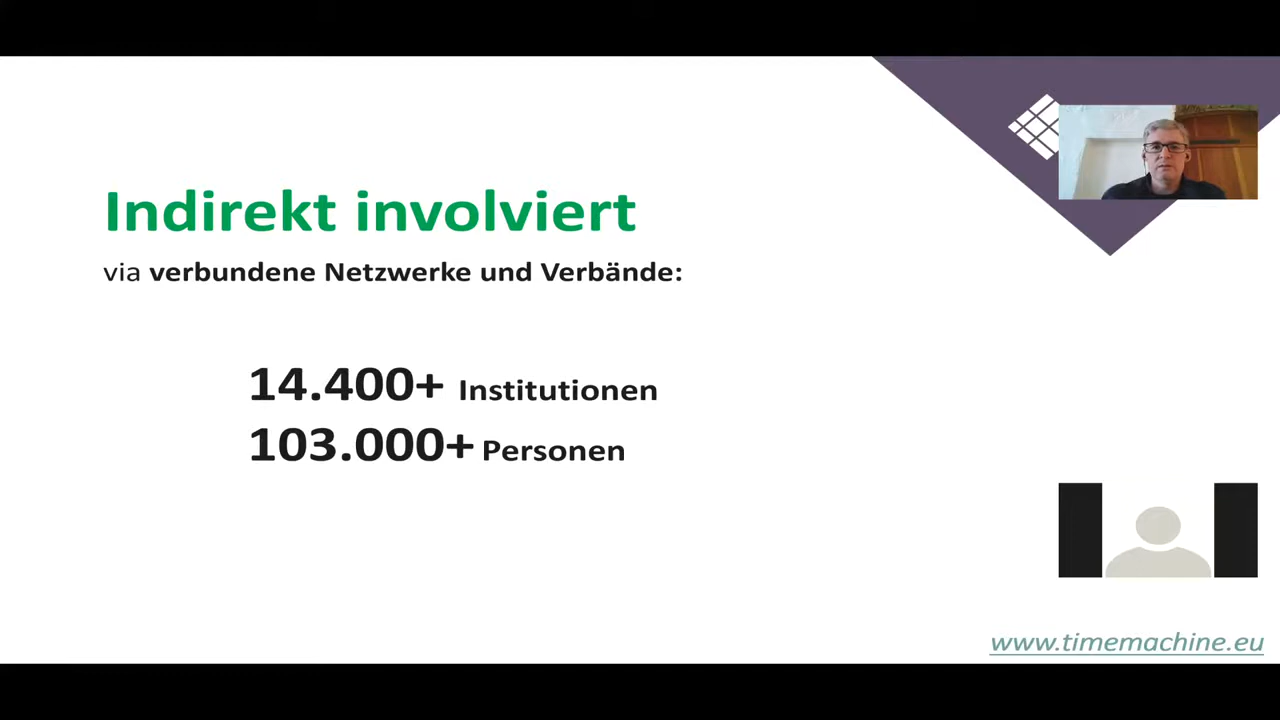 Indirekt involviert
via verbundene Netzwerke und Verbände:
14.400+ Institutionen
103.000+ Personen
www.timemachine.eu